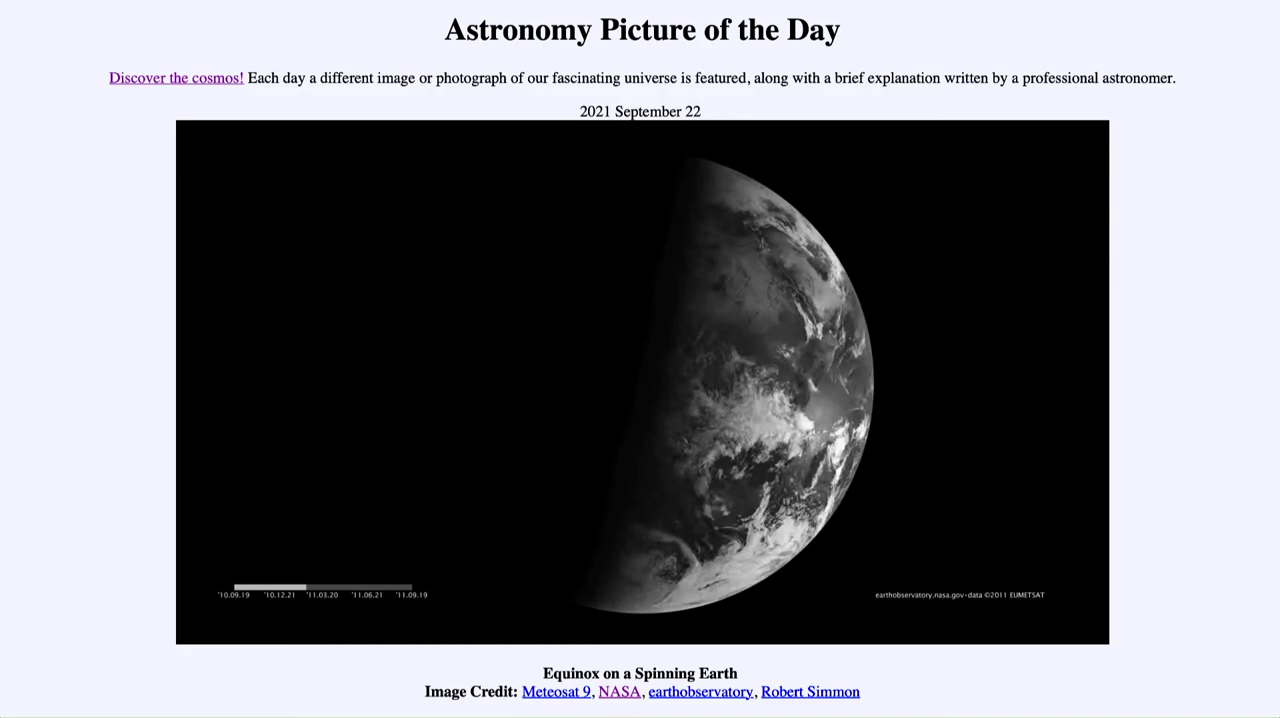 Astronomy Picture of the Day
Discover the cosmos! Each day a different image or photograph of our fascinating universe is featured, along with a brief explanation written by a professional astronomer.
2021 September 22
'10.09.19 '10.12.21 '11.03.20 '11.06.21 '11.09.19
earthobservatory.nasa.gov-data ©2011 EUMETSAT
Equinox on a Spinning Earth
Image Credit: Meteosat 9, NASA, earthobservatory, Robert Simmon